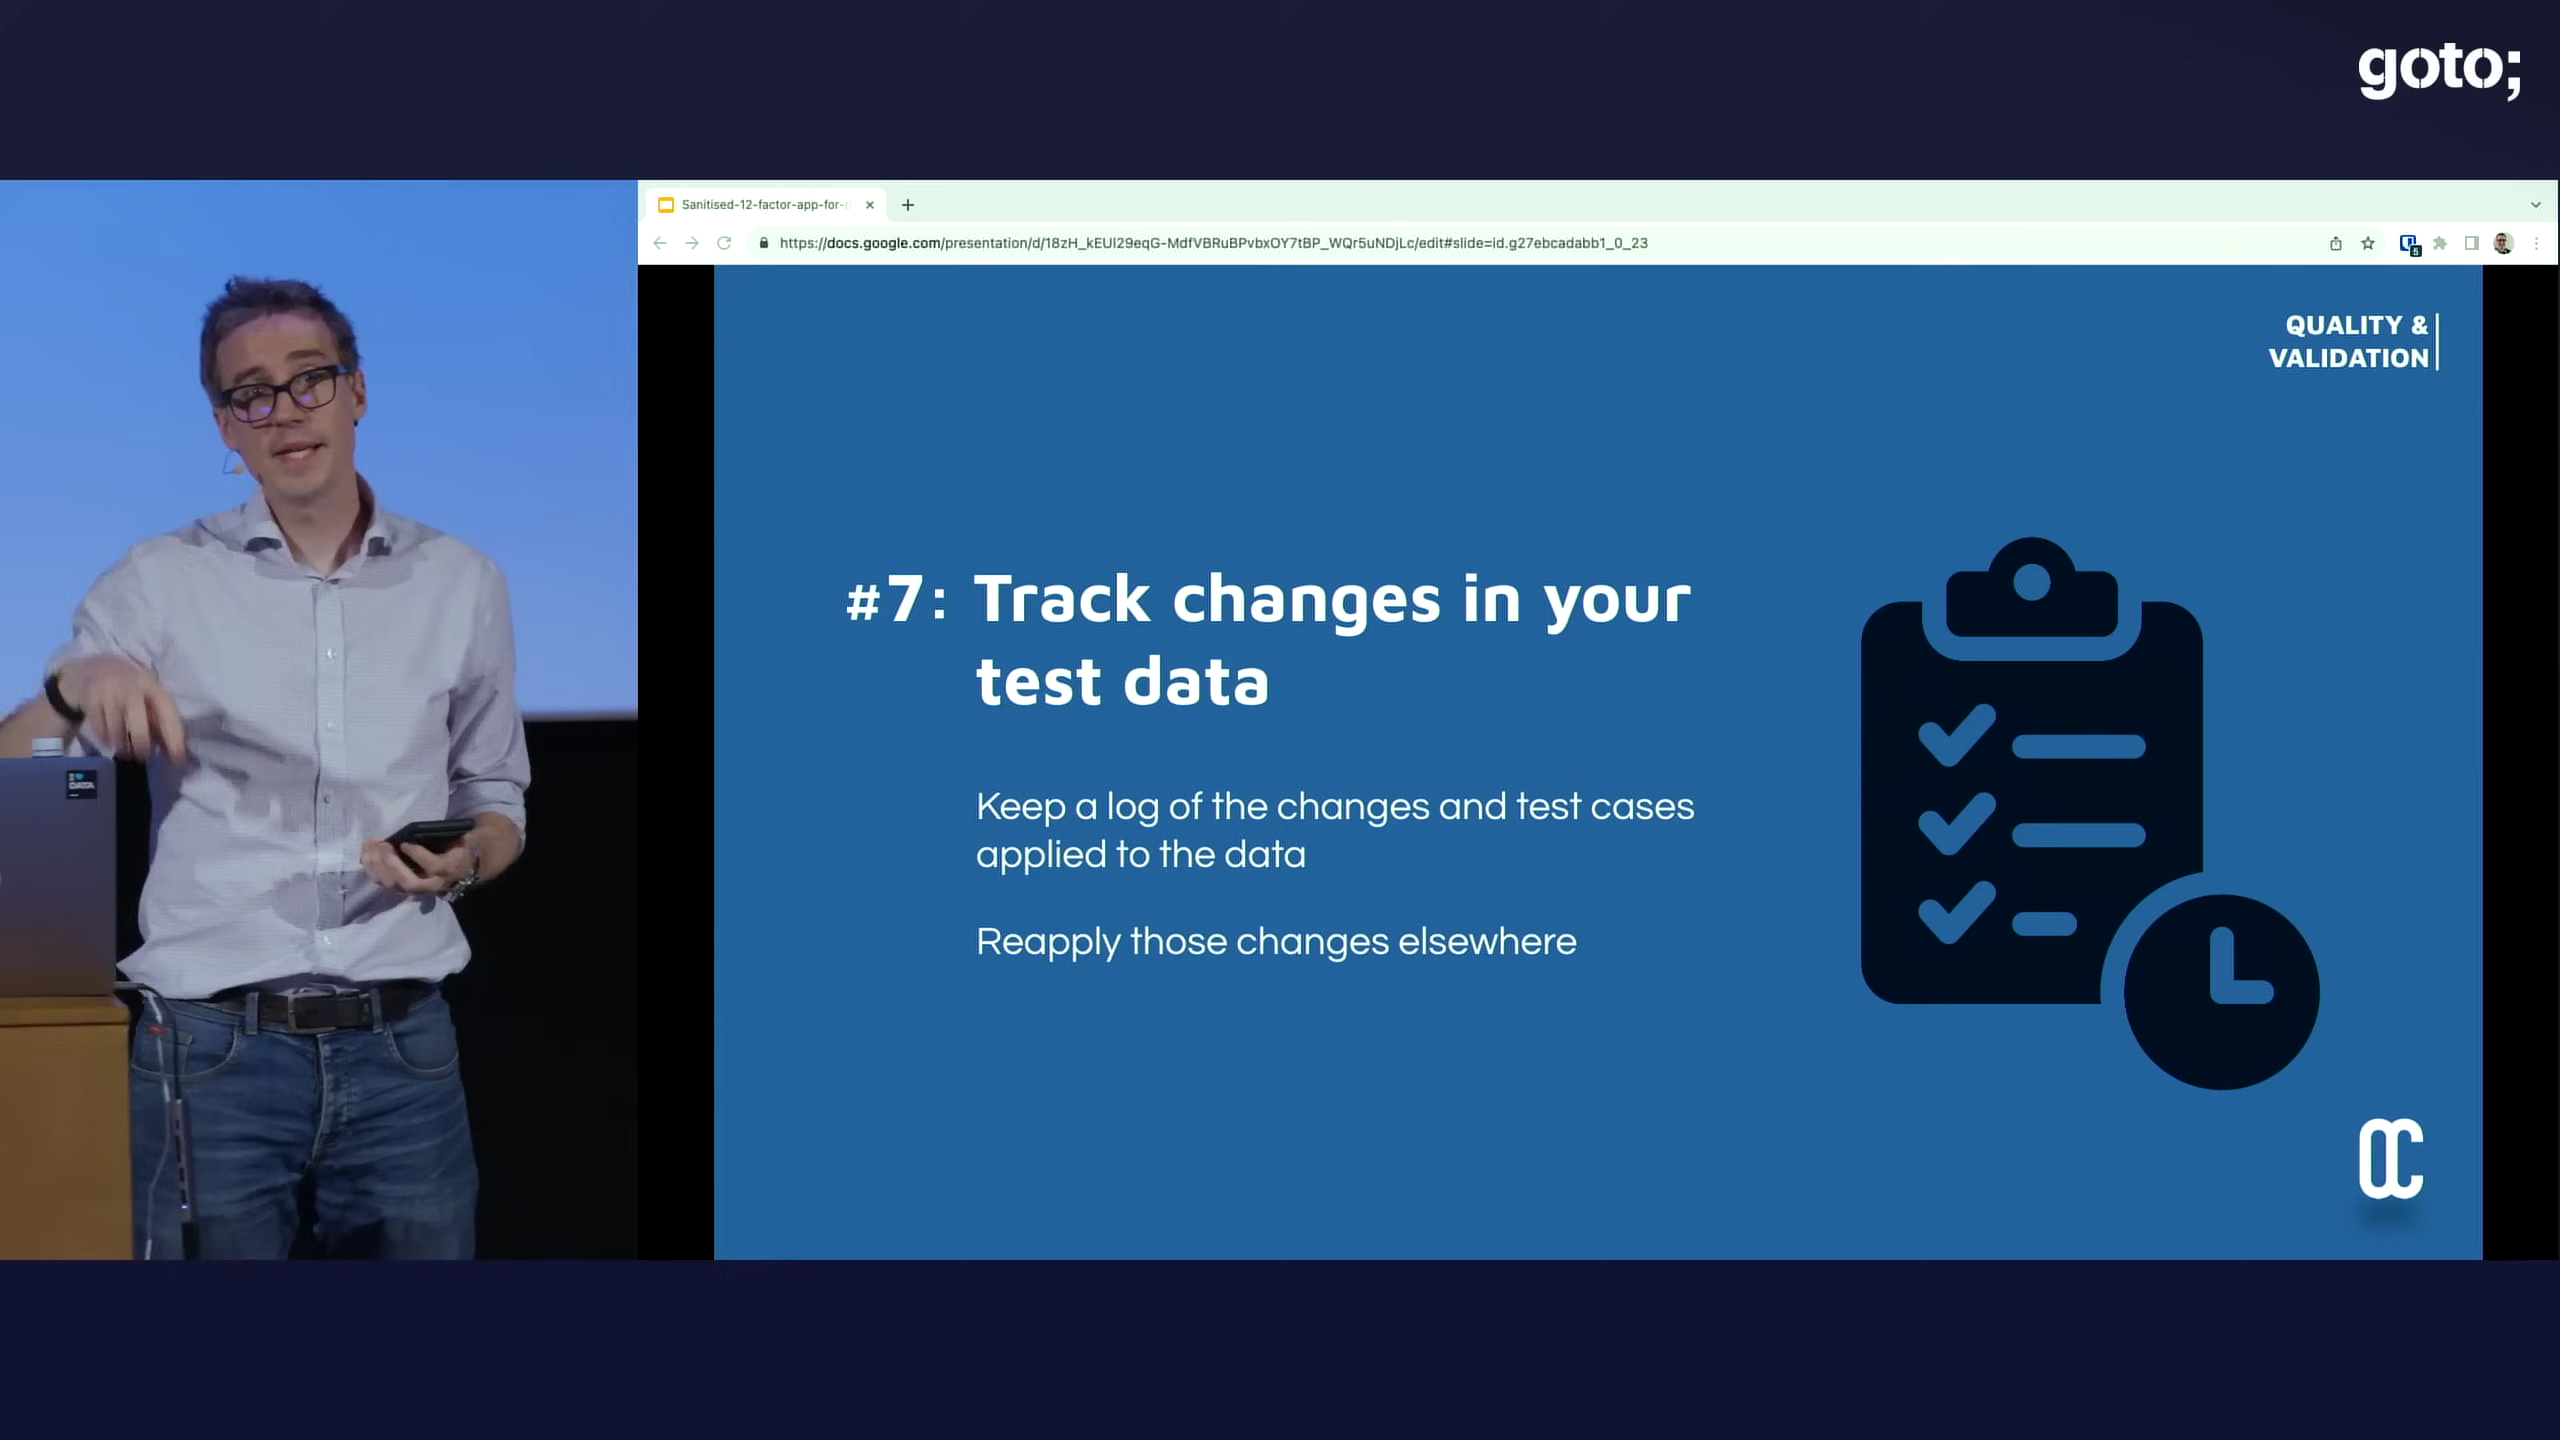 goto;
Sanitised-12-factor-app-for-
https://docs.google.com/presentation/d/18zH_kEUl29eqG-MdfVBRuBPvbxOY7tBP_WQr5uNDjLc/edit#slide=id.g27ebcadabb1_0_23
QUALITY &
VALIDATION
#7: Track changes in your
test data
Keep a log of the changes and test cases
applied to the data
Reapply those changes elsewhere
DATA